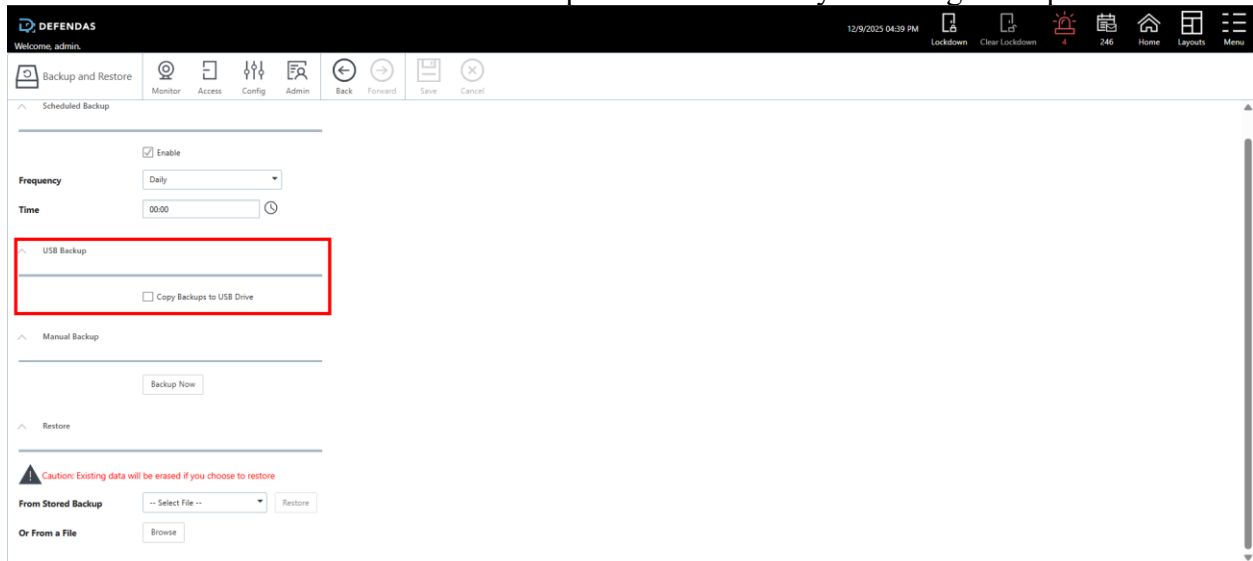 DEFENDAS
Welcome, admin.
12/9/2025 04:39 PM
Lockdown
Clear Lockdown
4
246
Home
Layouts
Menu
Backup and Restore
Monitor
Access
Config
Admin
Back
Forward
Save
Cancel
Scheduled Backup
Enable
Frequency
Daily
Time
00:00
USB Backup
Copy Backups to USB Drive
Manual Backup
Backup Now
Restore
Caution: Existing data will be erased if you choose to restore
From Stored Backup
-- Select File --
Restore
Or From a File
Browse